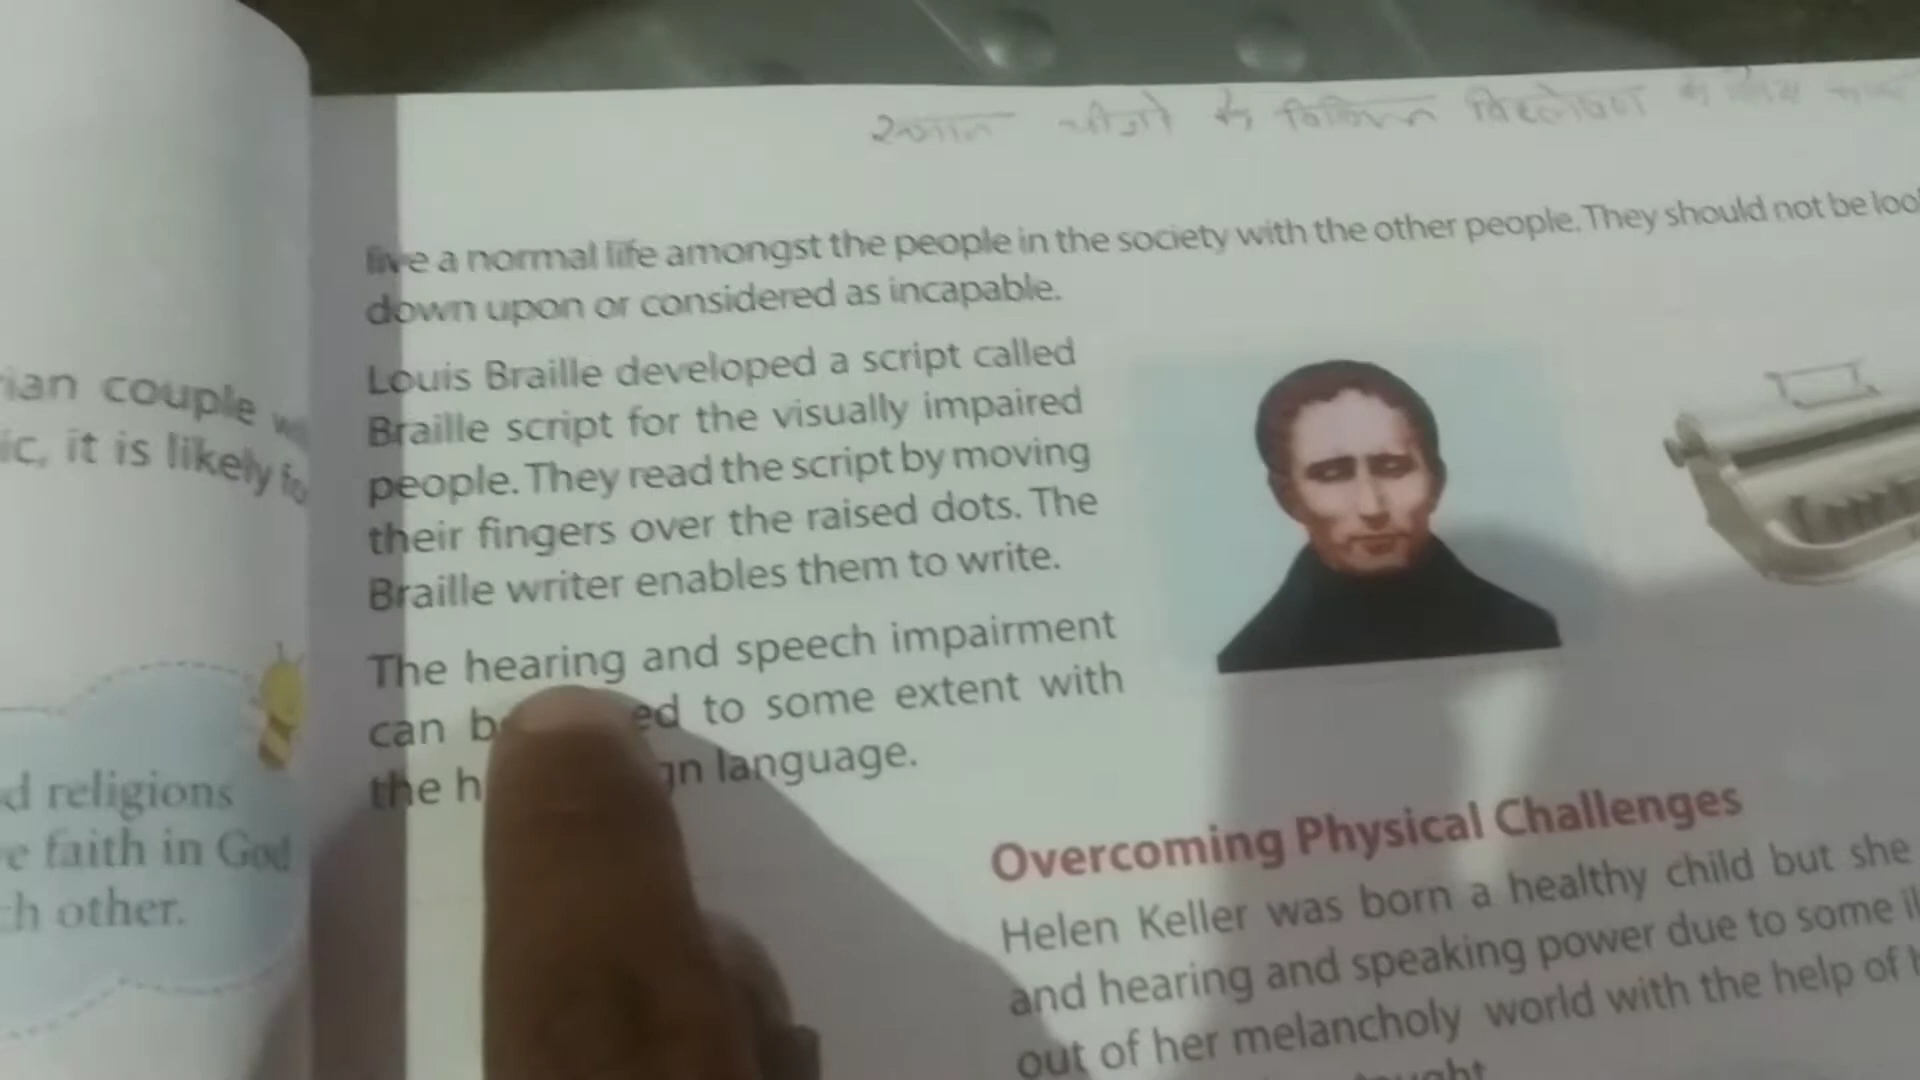 live a normal life amongst the people in the society with the other people. They should not be
down upon or considered as incapable.
Louis Braille developed a script called
Braille script for the visually impaired
people. They read the script by moving
their fingers over the raised dots. The
Braille writer enables them to write.
The hearing and speech impairment
can to some extent with
the language.
Overcoming Physical Challenges
Helen Keller was born a healthy child but she
and hearing and speaking power due to some
out of her melancholy world with the help of
couple
it is likely
religions
faith in God
other.